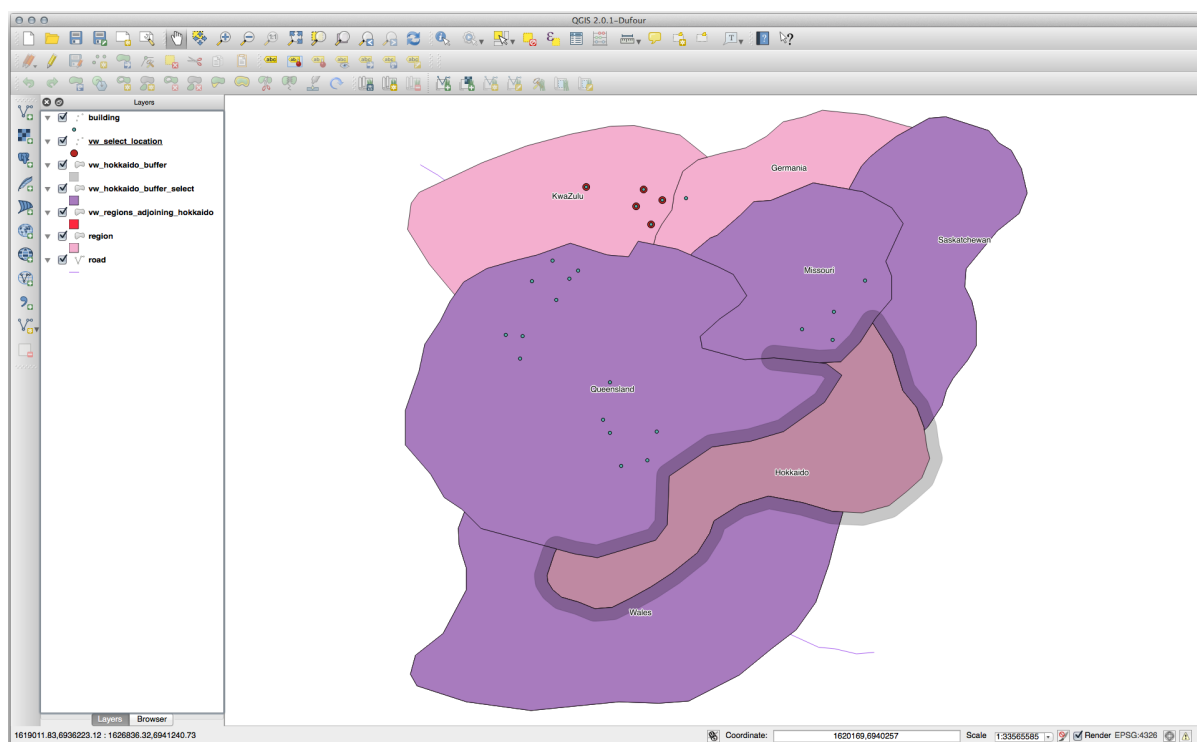 QGIS 2.0.1-Dufour
Layers
building
vw_select_location
vw_hokkaido_buffer
vw_hokkaido_buffer_select
vw_regions_adjoining_hokkaido
region
road
Germania
KwaZulu
Saskatchewan
Missouri
Queensland
Hokkaido
Wales
Layers Browser
1619011.83,6936223.12 : 1626836.32,6941240.73 Coordinate: 1620169,6940257 Scale 1:33565585 Render EPSG:4326